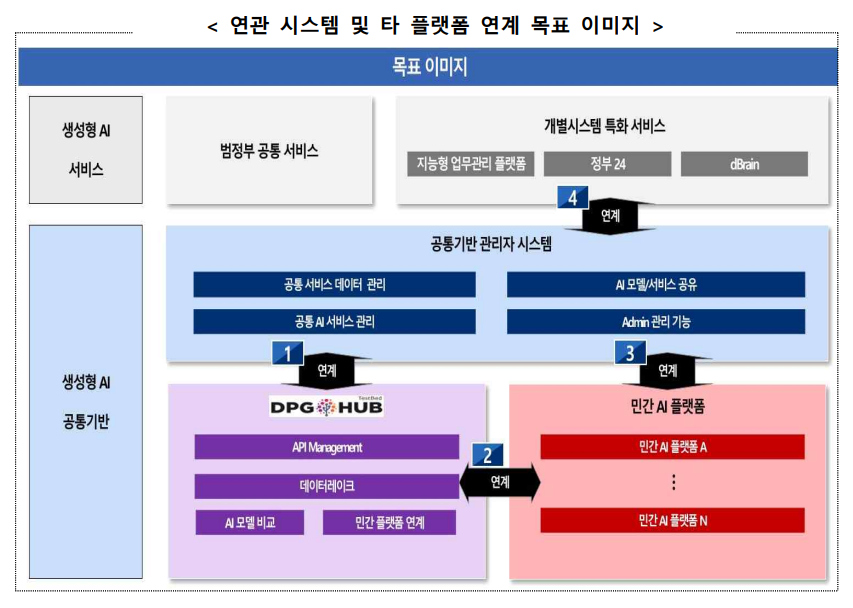 < 연관 시스템 및 타 플랫폼 연계 목표 이미지 >
목표 이미지
생성형 AI
서비스
범정부 공통 서비스
개별시스템 특화 서비스
지능형 업무관리 플랫폼
정부 24
dBrain
4
연계
생성형 AI
공통기반
공통기반 관리자 시스템
공통 서비스 데이터 관리
AI 모델/서비스 공유
공통 AI 서비스 관리
Admin 관리 기능
1
연계
3
연계
TestBed
DPG HUB
API Management
데이터레이크
AI 모델 비교
민간 플랫폼 연계
2
연계
민간 AI 플랫폼
민간 AI 플랫폼 A
⋮
민간 AI 플랫폼 N